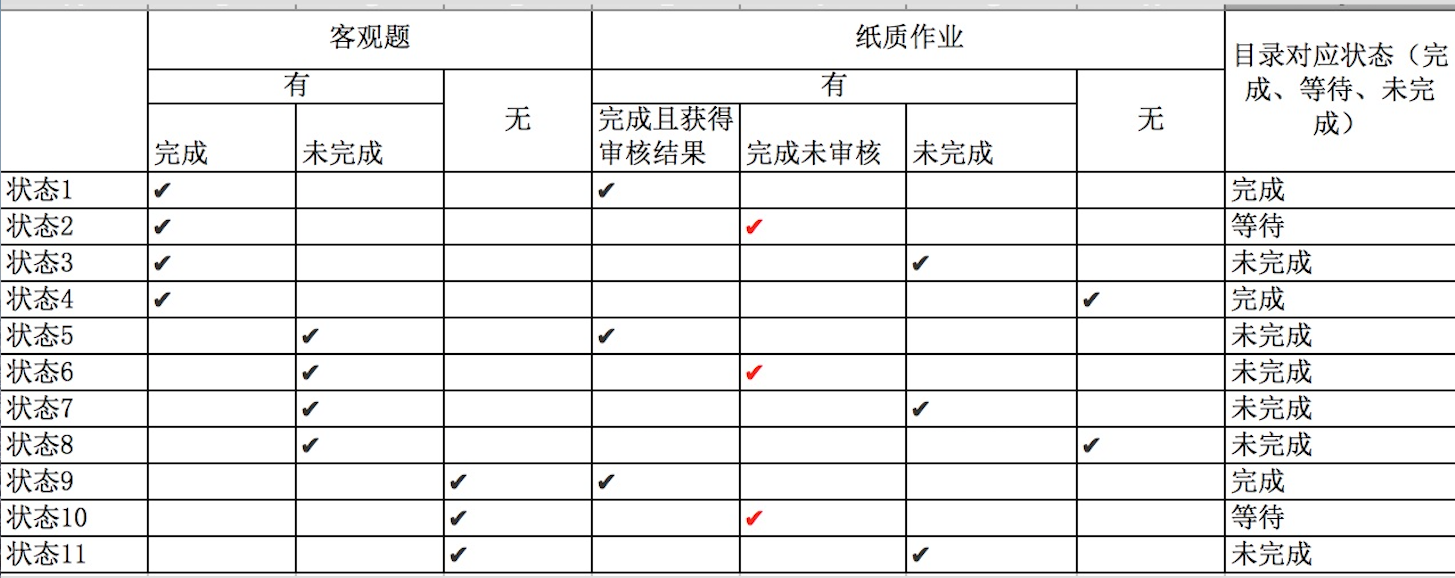 客观题 纸质作业 目录对应状态（完
成、等待、未完
成）
有 无 有 无
完成 未完成 完成且获得
审核结果 完成未审核 未完成
状态1 ✔ ✔ 完成
状态2 ✔ ✔ 等待
状态3 ✔ ✔ 未完成
状态4 ✔ ✔ 完成
状态5 ✔ ✔ 未完成
状态6 ✔ ✔ 未完成
状态7 ✔ ✔ 未完成
状态8 ✔ ✔ 未完成
状态9 ✔ ✔ 完成
状态10 ✔ ✔ 等待
状态11 ✔ ✔ 未完成